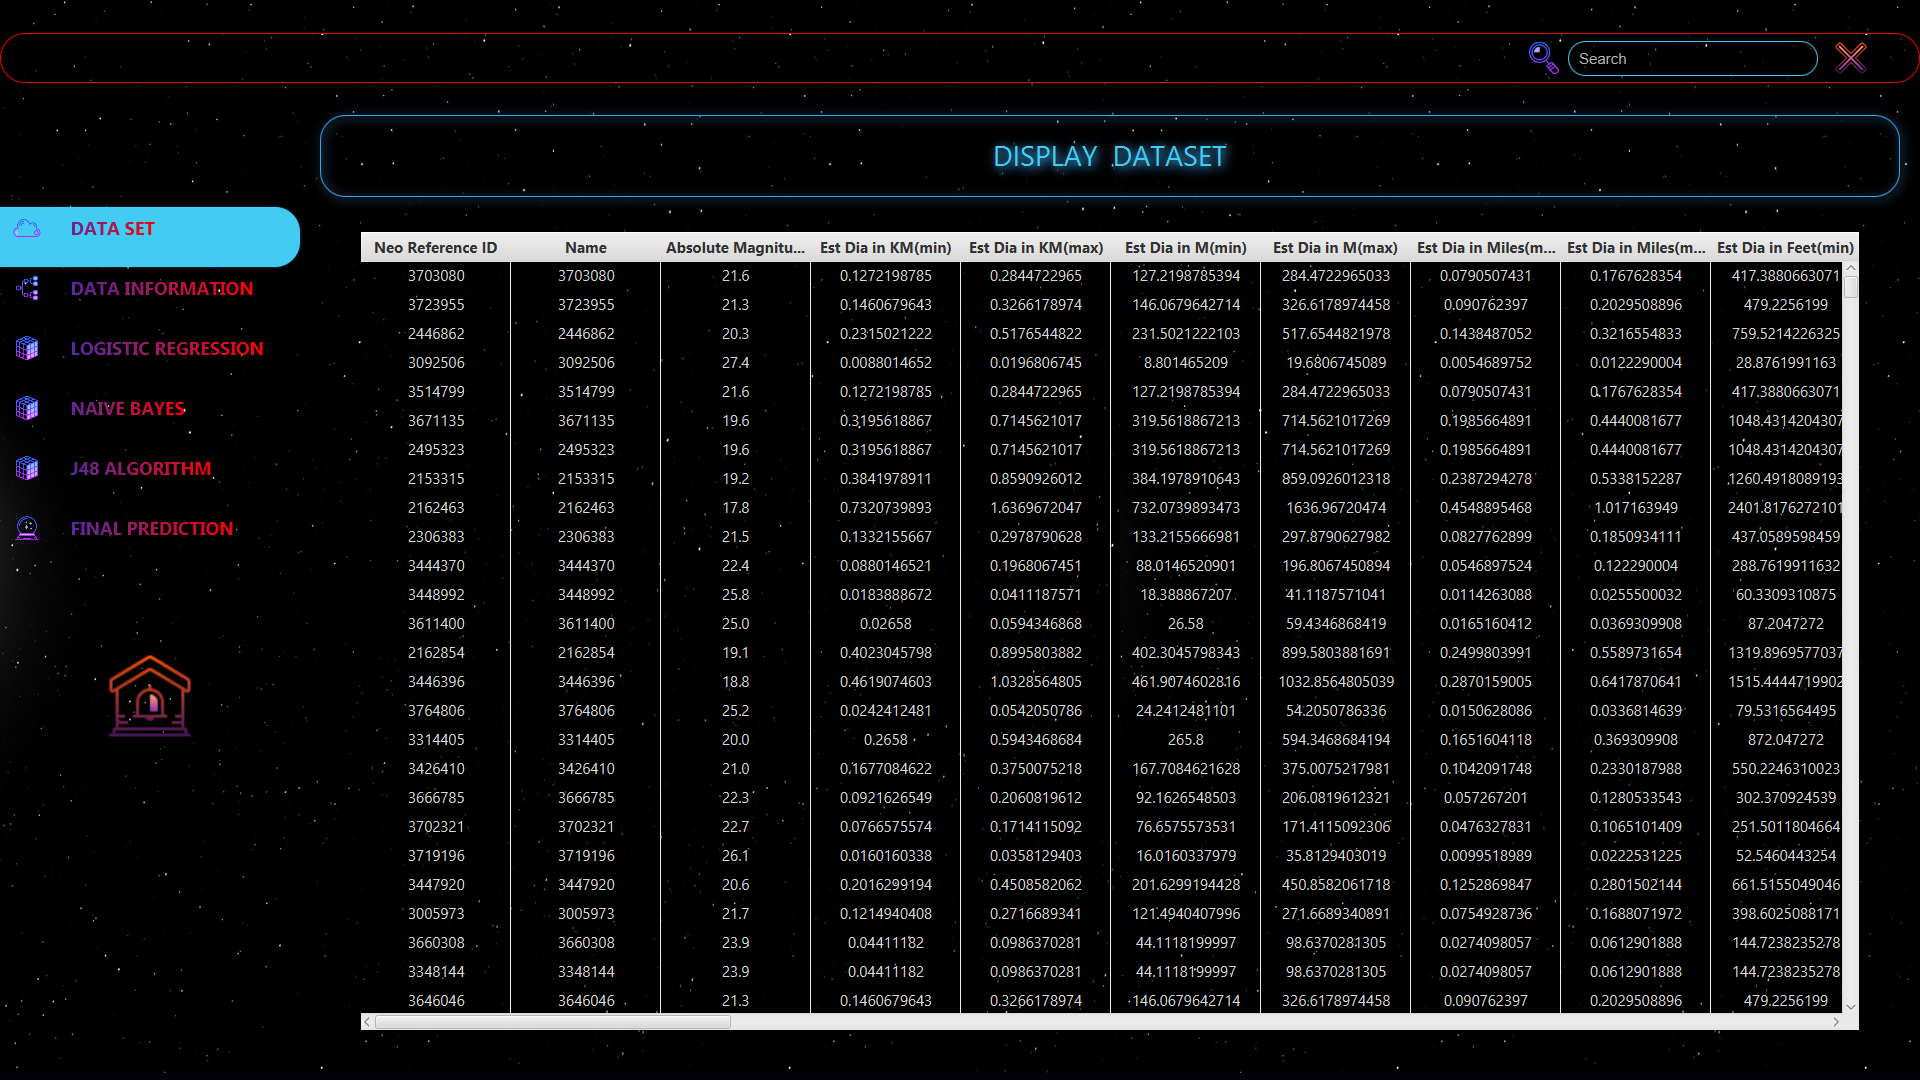 Search
DISPLAY DATASET
DATA SET
DATA INFORMATION
LOGISTIC REGRESSION
NAIVE BAYES
J48 ALGORITHM
FINAL PREDICTION
Neo Reference ID Name Absolute Magnitu... Est Dia in KM(min) Est Dia in KM(max) Est Dia in M(min) Est Dia in M(max) Est Dia in Miles(m... Est Dia in Miles(m... Est Dia in Feet(min)
3703080 3703080 21.6 0.1272198785 0.2844722965 127.2198785394 284.4722965033 0.0790507431 0.1767628354 417.3880663071
3723955 3723955 21.3 0.1460679643 0.3266178974 146.0679642714 326.6178974458 0.090762397 0.2029508896 479.2256199
2446862 2446862 20.3 0.2315021222 0.5176544822 231.5021222103 517.6544821978 0.1438487052 0.3216554833 759.5214226325
3092506 3092506 27.4 0.0088014652 0.0196806745 8.801465209 19.6806745089 0.0054689752 0.0122290004 28.8761991163
3514799 3514799 21.6 0.1272198785 0.2844722965 127.2198785394 284.4722965033 0.0790507431 0.1767628354 417.3880663071
3671135 3671135 19.6 0.3195618867 0.7145621017 319.5618867213 714.5621017269 0.1985664891 0.4440081677 1048.4314204307
2495323 2495323 19.6 0.3195618867 0.7145621017 319.5618867213 714.5621017269 0.1985664891 0.4440081677 1048.4314204307
2153315 2153315 19.2 0.3841978911 0.8590926012 384.1978910643 859.0926012318 0.2387294278 0.5338152287 1260.4918089193
2162463 2162463 17.8 0.7320739893 1.6369672047 732.0739893473 1636.96720474 0.4548895468 1.017163949 2401.8176272101
2306383 2306383 21.5 0.1332155667 0.2978790628 133.2155666981 297.8790627982 0.0827762899 0.1850934111 437.0589598459
3444370 3444370 22.4 0.0880146521 0.1968067451 88.0146520901 196.8067450894 0.0546897524 0.122290004 288.7619911632
3448992 3448992 25.8 0.0183888672 0.0411187571 18.388867207 41.1187571041 0.0114263088 0.0255500032 60.3309310875
3611400 3611400 25.0 0.02658 0.0594346868 26.58 59.4346868419 0.0165160412 0.0369309908 87.2047272
2162854 2162854 19.1 0.4023045798 0.8995803882 402.3045798343 899.5803881691 0.2499803991 0.5589731654 1319.8969577037
3446396 3446396 18.8 0.4619074603 1.0328564805 461.9074602816 1032.8564805039 0.2870159005 0.6417870641 1515.4444719902
3764806 3764806 25.2 0.0242412481 0.0542050786 24.2412481101 54.2050786336 0.0150628086 0.0336814639 79.5316564495
3314405 3314405 20.0 0.2658 0.5943468684 265.8 594.3468684194 0.1651604118 0.369309908 872.047272
3426410 3426410 21.0 0.1677084622 0.3750075218 167.7084621628 375.0075217981 0.1042091748 0.2330187988 550.2246310023
3666785 3666785 22.3 0.0921626549 0.2060819612 92.1626548503 206.0819612321 0.057267201 0.1280533543 302.370924539
3702321 3702321 22.7 0.0766575574 0.1714115092 76.6575573531 171.4115092306 0.0476327831 0.1065101409 251.5011804664
3719196 3719196 26.1 0.0160160338 0.0358129403 16.0160337979 35.8129403019 0.0099518989 0.0222531225 52.5460443254
3447920 3447920 20.6 0.2016299194 0.4508582062 201.6299194428 450.8582061718 0.1252869847 0.2801502144 661.5155049046
3005973 3005973 21.7 0.1214940408 0.2716689341 121.4940407996 271.6689340891 0.0754928736 0.1688071972 398.6025088171
3660308 3660308 23.9 0.04411182 0.0986370281 44.1118199997 98.6370281305 0.0274098057 0.0612901888 144.7238235278
3348144 3348144 23.9 0.04411182 0.0986370281 44.1118199997 98.6370281305 0.0274098057 0.0612901888 144.7238235278
3646046 3646046 21.3 0.1460679643 0.3266178974 146.0679642714 326.6178974458 0.090762397 0.2029508896 479.2256199